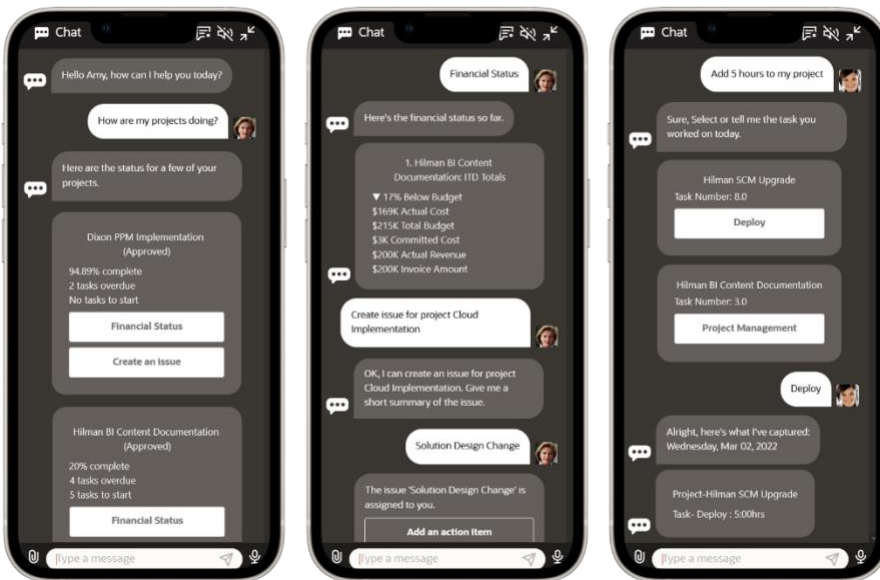 Chat
Hello Amy, how can I help you today?
How are my projects doing?
Here are the status for a few of your
projects.
Dixon PPM Implementation
(Approved)
94.89% complete
2 tasks overdue
No tasks to start
Financial Status
Create an Issue
Hilman BI Content Documentation
(Approved)
20% complete
4 tasks overdue
5 tasks to start
Financial Status
Type a message
Chat
Financial Status
Here's the financial status so far.
1. Hilman BI Content
Documentation: ITD Totals
▼ 17% Below Budget
$169K Actual Cost
$215K Total Budget
$3K Committed Cost
$200K Actual Revenue
$200K Invoice Amount
Create issue for project Cloud
Implementation
OK, I can create an issue for project
Cloud Implementation. Give me a
short summary of the issue.
Solution Design Change
The issue 'Solution Design Change' is
assigned to you.
Add an action item
Type a message
Chat
Add 5 hours to my project
Sure, Select or tell me the task you
worked on today.
Hilman SCM Upgrade
Task Number: 8.0
Deploy
Hilman BI Content Documentation
Task Number: 3.0
Project Management
Deploy
Alright, here's what I've captured:
Wednesday, Mar 02, 2022
Project-Hilman SCM Upgrade
Task- Deploy : 5:00hrs
Type a message